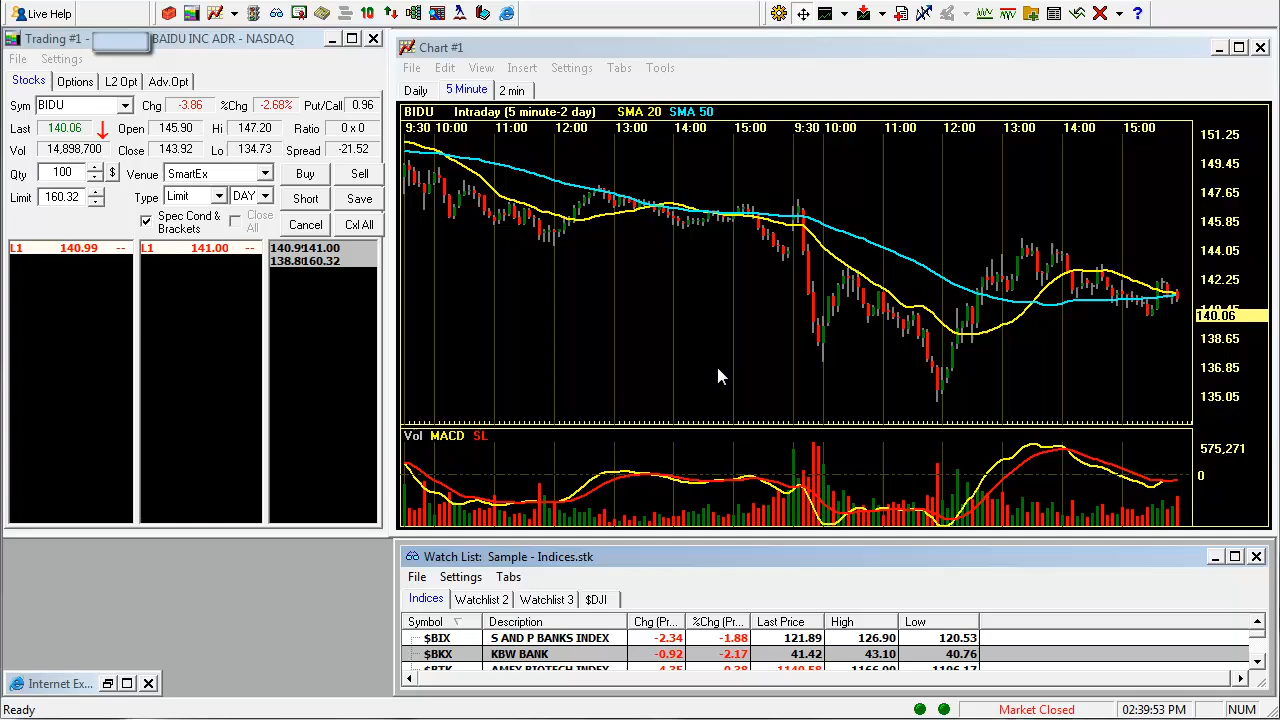 Live Help
10
?
Trading #1 - BAIDU INC ADR - NASDAQ
File Settings
Stocks Options L2 Opt Adv.Opt
Sym BIDU Chg -3.86 %Chg -2.68% Put/Call 0.96
Last 140.06 Open 145.90 Hi 147.20 Ratio 0 x 0
Vol 14,898,700 Close 143.92 Lo 134.73 Spread -21.52
Qty 100 $ Venue SmartEx Buy Sell
Limit 160.32 Type Limit DAY Short Save
Spec Cond & Brackets Close All Cancel Cxl All
L1 140.99 -- L1 141.00 -- 140.99 141.00
160.32
Chart #1
File Edit View Insert Settings Tabs Tools
Daily 5 Minute 2 min
BIDU Intraday (5 minute-2 day) SMA 20 SMA 50
9:30 10:00 11:00 12:00 13:00 14:00 15:00 9:30 10:00 11:00 12:00 13:00 14:00 15:00
151.25
149.45
147.65
145.85
144.05
142.25
140.06
138.65
136.85
135.05
Vol MACD SL
575,271
0
Watch List: Sample - Indices.stk
File Settings Tabs
Indices Watchlist 2 Watchlist 3 $DJI
Symbol Description Chg (Pr... %Chg (Pr... Last Price High Low
$BIX S AND P BANKS INDEX -2.34 -1.88 121.89 126.90 120.53
$BKX KBW BANK -0.92 -2.17 41.42 43.10 40.76
Internet Ex...
Ready Market Closed 02:39:53 PM NUM